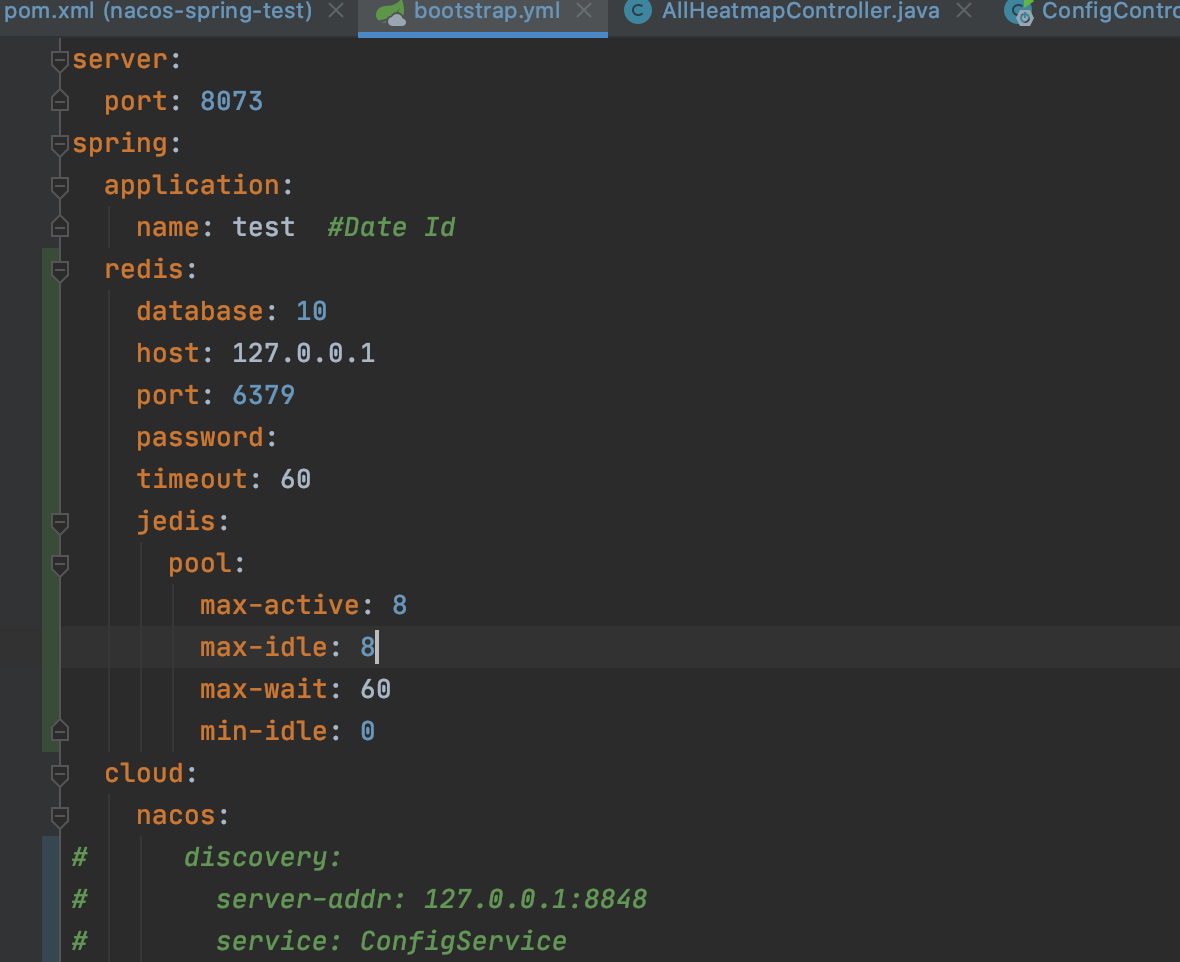 pom.xml (nacos-spring-test) bootstrap.yml C AllHeatmapController.java C ConfigContro
server:
  port: 8073
spring:
  application:
    name: test  #Date Id
  redis:
    database: 10
    host: 127.0.0.1
    port: 6379
    password:
    timeout: 60
    jedis:
      pool:
        max-active: 8
        max-idle: 8
        max-wait: 60
        min-idle: 0
  cloud:
    nacos:
#      discovery:
#        server-addr: 127.0.0.1:8848
#        service: ConfigService